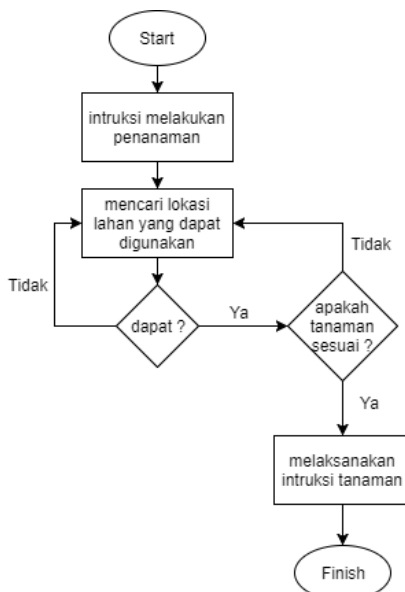 Start
intruksi melakukan
penanaman
mencari lokasi
lahan yang dapat
digunakan
Tidak
Tidak
dapat ?
Ya
apakah
tanaman
sesuai ?
Ya
melaksanakan
intruksi tanaman
Finish